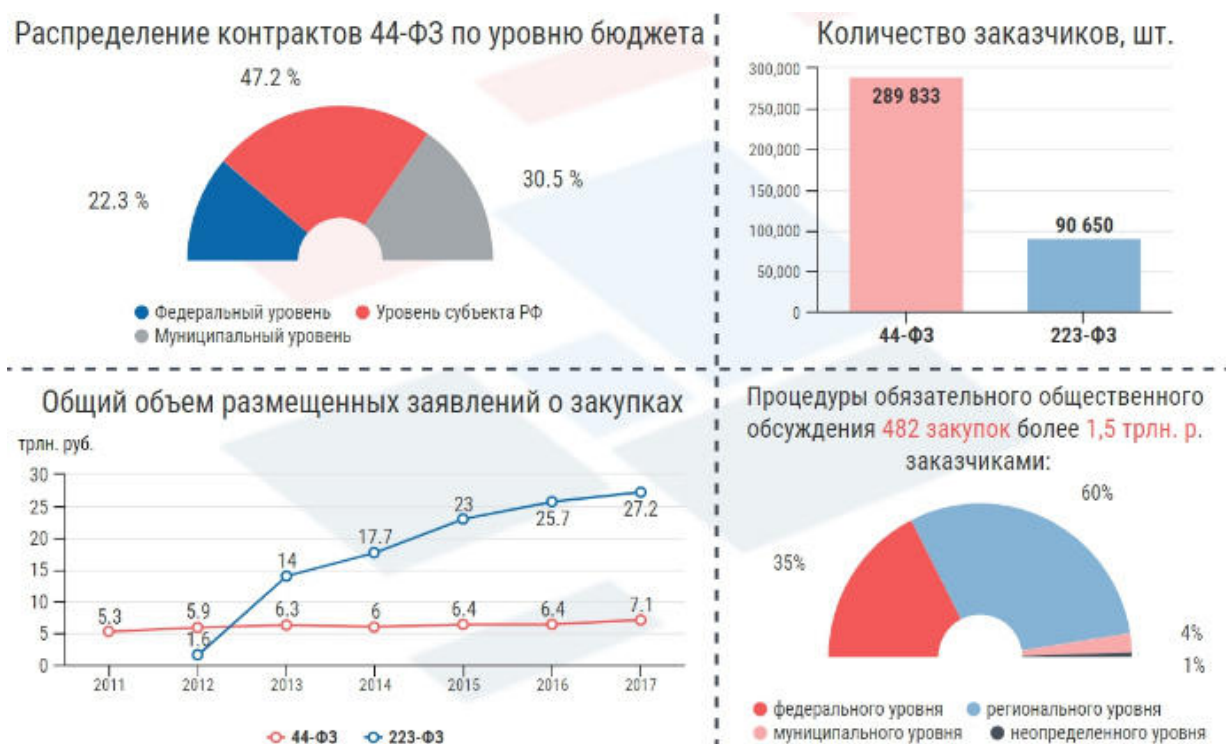 Распределение контрактов 44-ФЗ по уровню бюджета
47.2 %
22.3 %
30.5 %
Федеральный уровень
Уровень субъекта РФ
Муниципальный уровень
Количество заказчиков, шт.
300,000
250,000
200,000
150,000
100,000
50,000
0
289 833
90 650
44-ФЗ
223-ФЗ
Общий объем размещенных заявлений о закупках
трлн. руб.
30
25
20
15
10
5
0
5.3
5.9
6.3
6
6.4
6.4
7.1
1.6
14
17.7
23
25.7
27.2
2011
2012
2013
2014
2015
2016
2017
44-ФЗ
223-ФЗ
Процедуры обязательного общественного
обсуждения 482 закупок более 1,5 трлн. р.
заказчиками:
60%
35%
4%
1%
федерального уровня
регионального уровня
муниципального уровня
неопределенного уровня